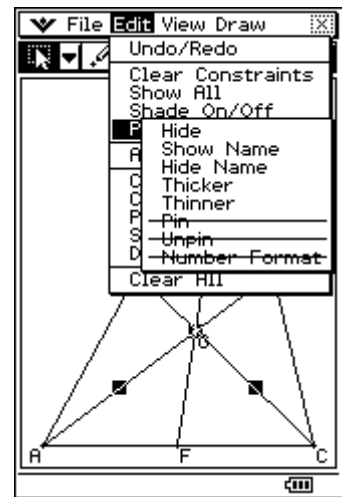 File Edit View Draw
Undo/Redo
Clear Constraints
Show All
Shade On/Off
P
Hide
Show Name
Hide Name
Thicker
Thinner
Pin
Unpin
Number Format
A
C
C
P
S
D
Clear All
A
F
C